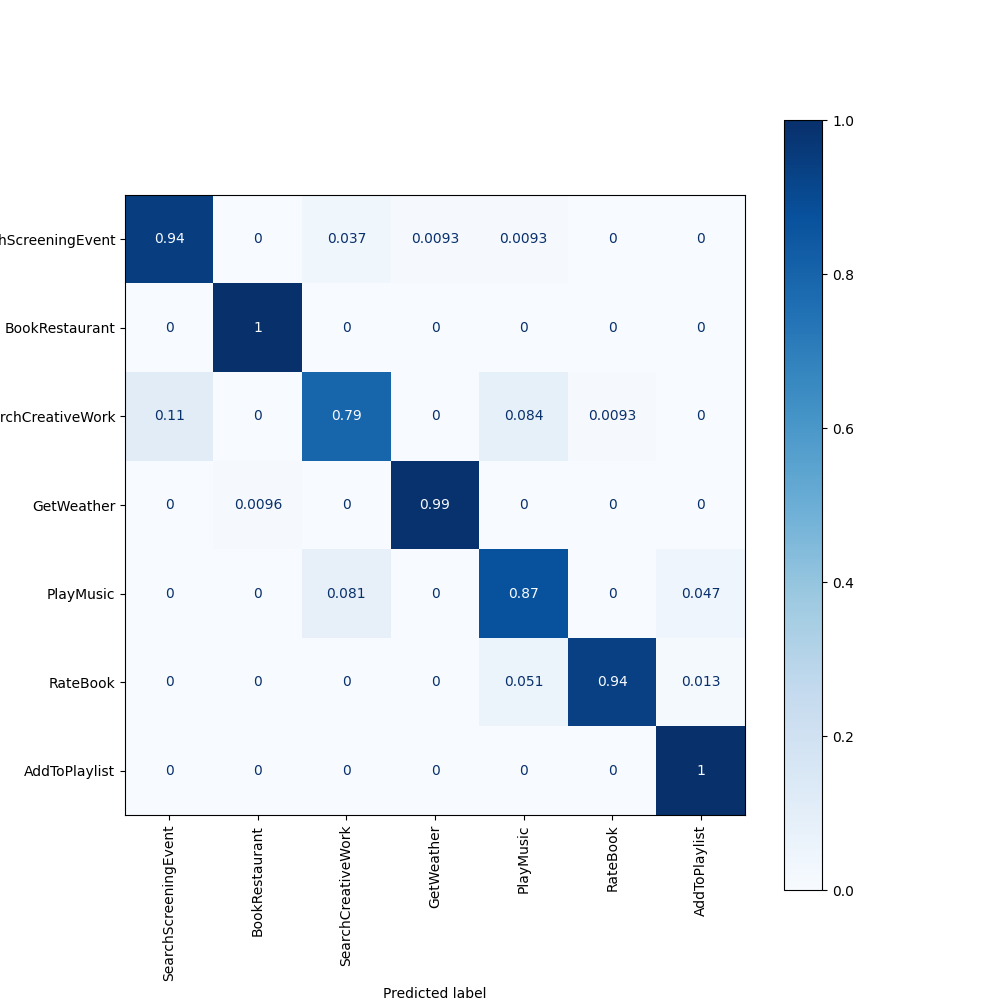 1.0
hScreeningEvent 0.94 0 0.037 0.0093 0.0093 0 0
0.8
BookRestaurant 0 1 0 0 0 0 0
rchCreativeWork 0.11 0 0.79 0 0.084 0.0093 0
0.6
GetWeather 0 0.0096 0 0.99 0 0 0
0.4
PlayMusic 0 0 0.081 0 0.87 0 0.047
RateBook 0 0 0 0 0.051 0.94 0.013
0.2
AddToPlaylist 0 0 0 0 0 0 1
0.0
SearchScreeningEvent
BookRestaurant
SearchCreativeWork
GetWeather
PlayMusic
RateBook
AddToPlaylist
Predicted label